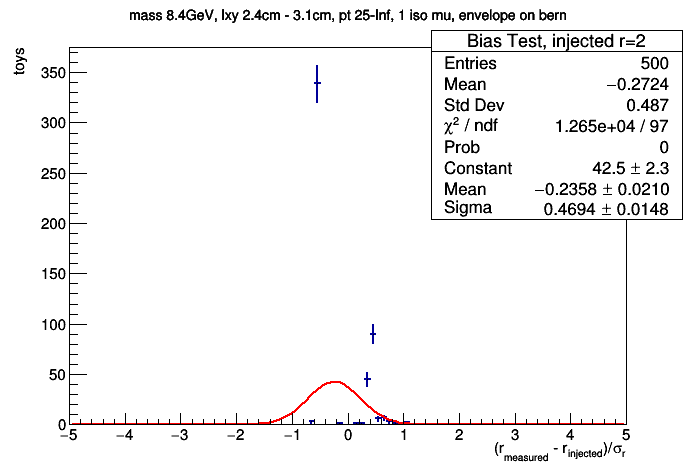 mass 8.4GeV, lxy 2.4cm - 3.1cm, pt 25-Inf, 1 iso mu, envelope on bern
Bias Test, injected r=2
Entries 500
Mean −0.2724
Std Dev 0.487
χ² / ndf 1.265e+04 / 97
Prob 0
Constant 42.5 ± 2.3
Mean −0.2358 ± 0.0210
Sigma 0.4694 ± 0.0148
toys
350
300
250
200
150
100
50
0
−5 −4 −3 −2 −1 0 1 2 3 4 5
(r_measured - r_injected)/σ_r